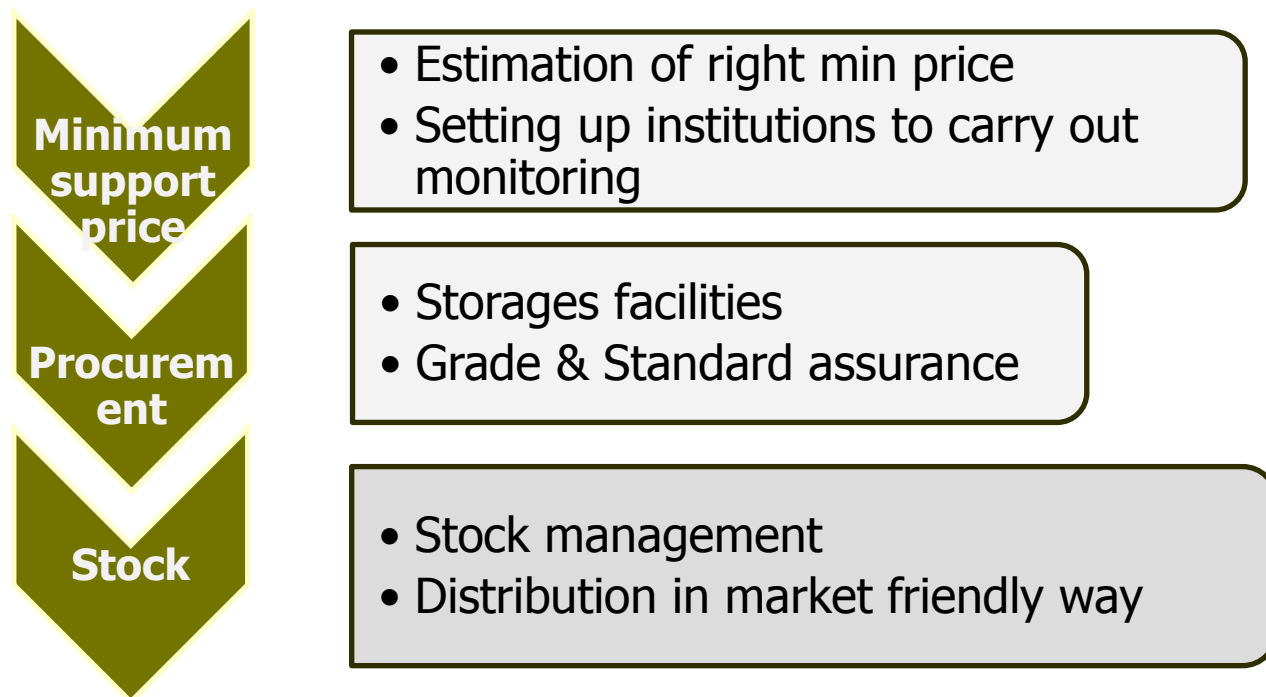 Minimum
support
price
• Estimation of right min price
• Setting up institutions to carry out
monitoring
Procurem
ent
• Storages facilities
• Grade & Standard assurance
Stock
• Stock management
• Distribution in market friendly way